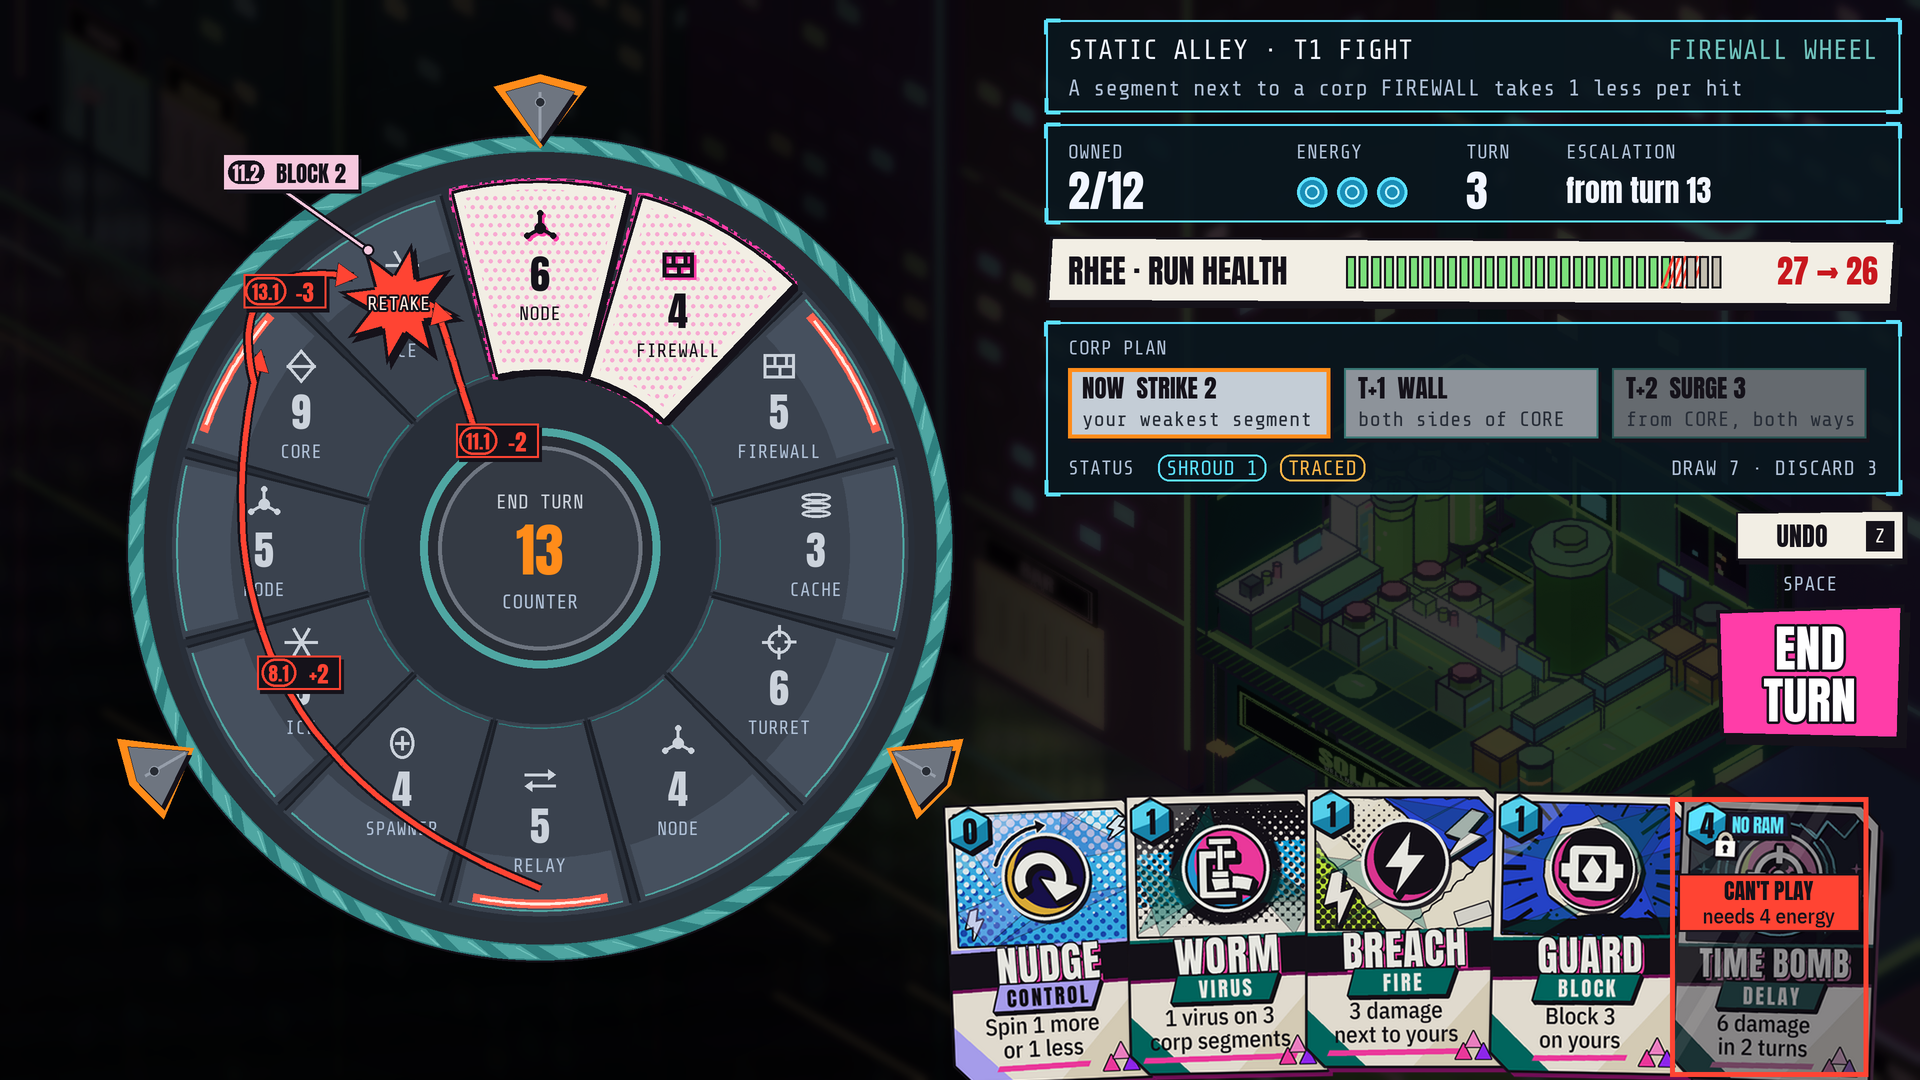 STATIC ALLEY · T1 FIGHT
FIREWALL WHEEL
A segment next to a corp FIREWALL takes 1 less per hit
OWNED
2/12
ENERGY
TURN
3
ESCALATION
from turn 13
RHEE · RUN HEALTH
27 → 26
CORP PLAN
NOW STRIKE 2
your weakest segment
T+1 WALL
both sides of CORE
T+2 SURGE 3
from CORE, both ways
STATUS
SHROUD 1
TRACED
DRAW 7 · DISCARD 3
UNDO Z
SPACE
END
TURN
11.2 BLOCK 2
13.1 -3
RETAKE
CE
11.1 -2
8.1 +2
6
NODE
4
FIREWALL
5
FIREWALL
3
CACHE
6
TURRET
4
NODE
5
RELAY
4
SPAWNER
IC
5
ODE
9
CORE
END TURN
13
COUNTER
0
NUDGE
CONTROL
Spin 1 more
or 1 less
1
WORM
VIRUS
1 virus on 3
corp segments
1
BREACH
FIRE
3 damage
next to yours
1
GUARD
BLOCK
Block 3
on yours
4 NO RAM
CAN'T PLAY
needs 4 energy
TIME BOMB
DELAY
6 damage
in 2 turns